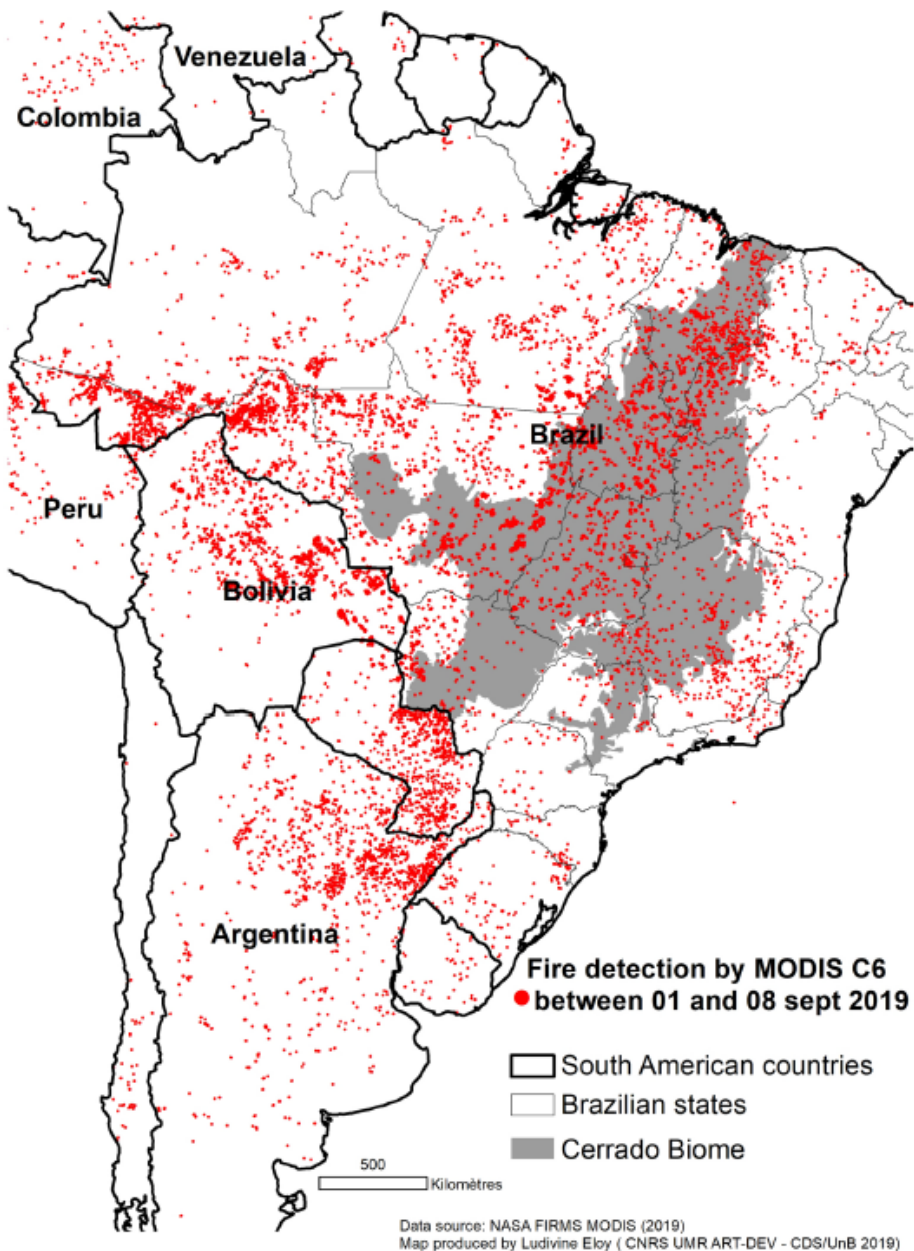 Venezuela
Colombia
Brazil
Peru
Bolivia
Argentina
Fire detection by MODIS C6
between 01 and 08 sept 2019
South American countries
Brazilian states
Cerrado Biome
500
Kilomètres
Data source: NASA FIRMS MODIS (2019)
Map produced by Ludivine Eloy ( CNRS UMR ART-DEV - CDS/UnB 2019)